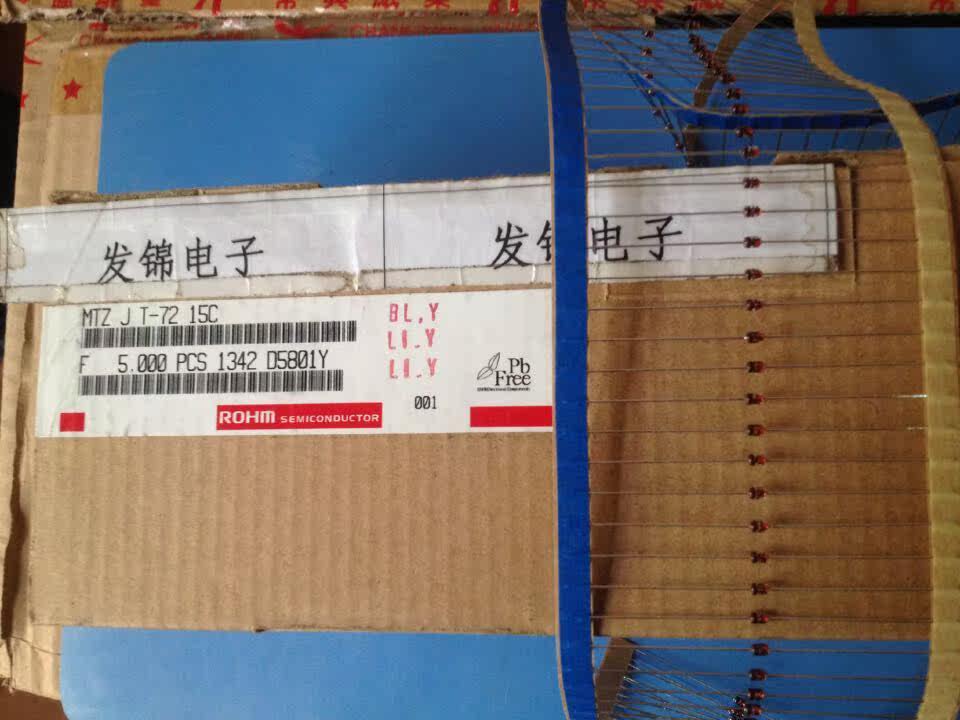 发锦电子
发锦电子
MTZ J T-72 15C
BL.Y
LI.Y
F 5.000 PCS 1342 D5801Y
LI.Y
Pb
Free
001
ROHM SEMICONDUCTOR